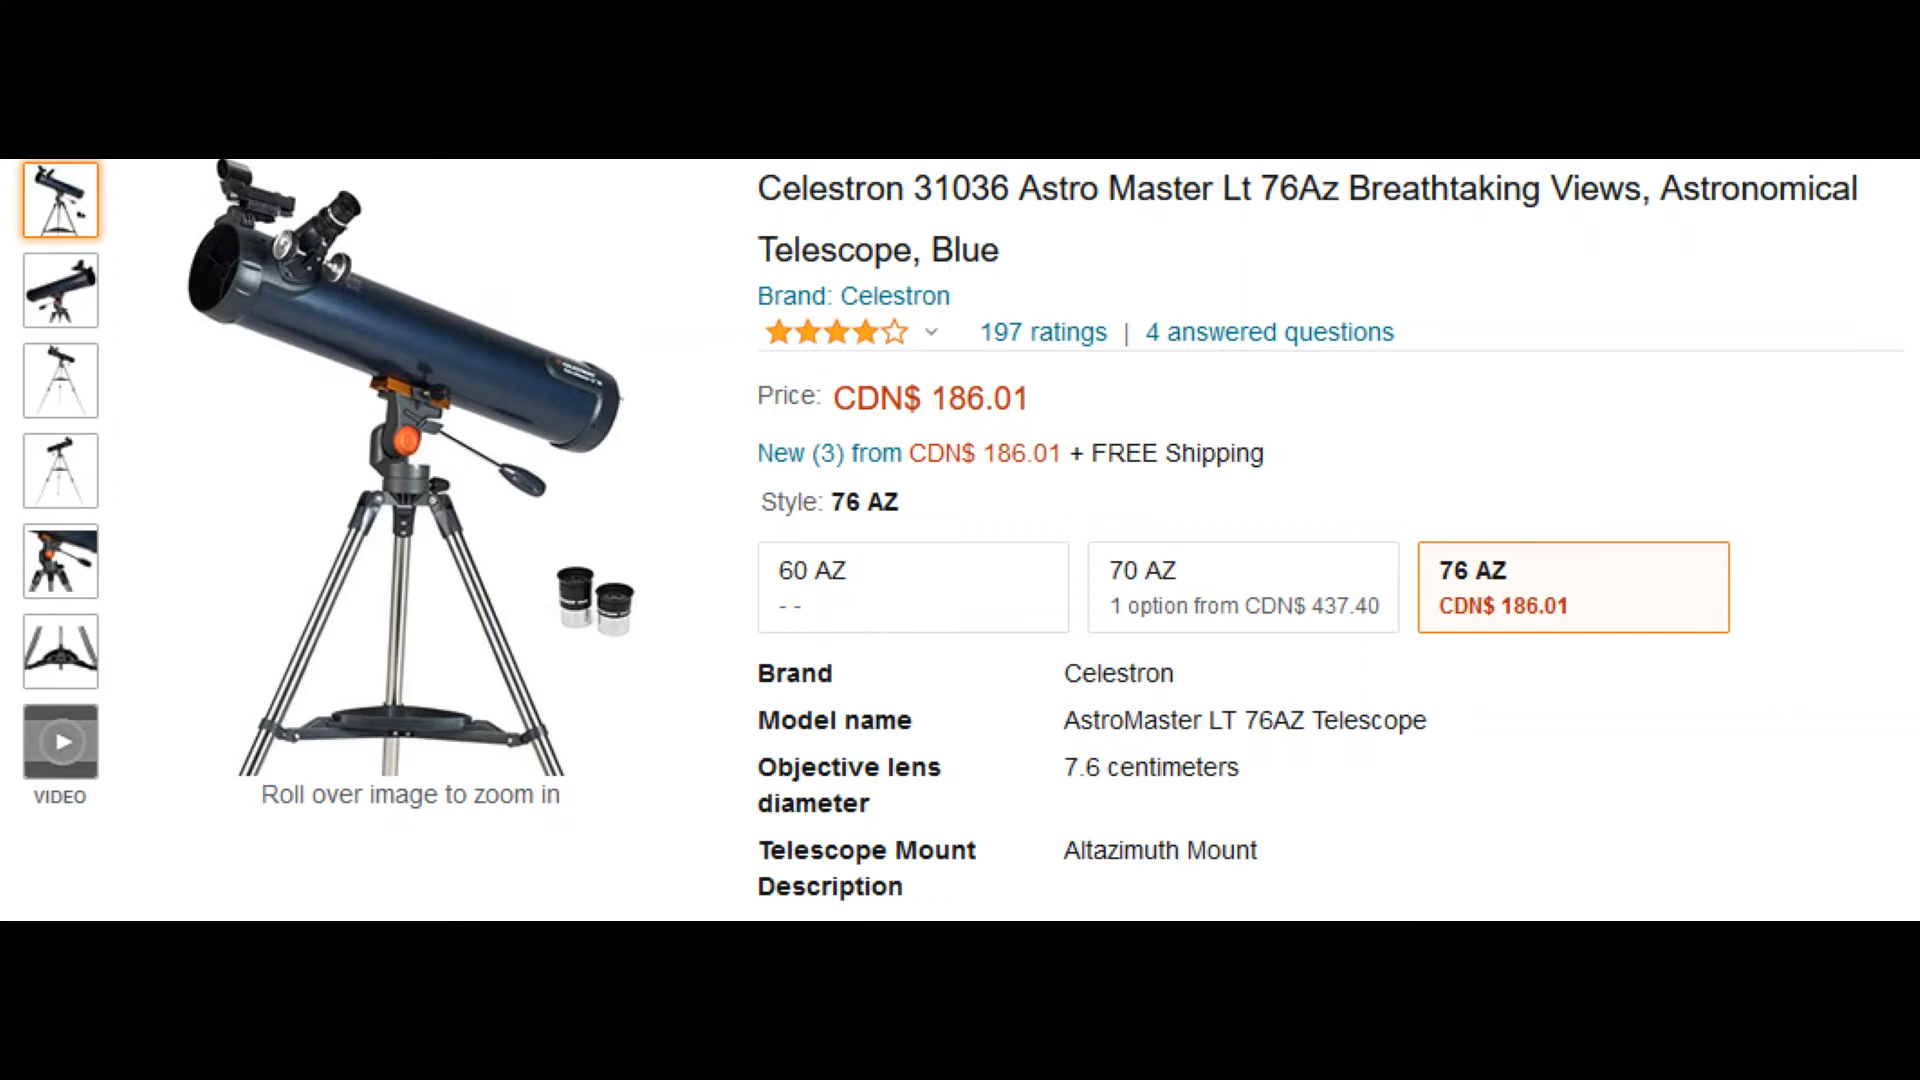 Celestron 31036 Astro Master Lt 76Az Breathtaking Views, Astronomical
Telescope, Blue
Brand: Celestron
197 ratings | 4 answered questions
Price: CDN$ 186.01
New (3) from CDN$ 186.01 + FREE Shipping
Style: 76 AZ
60 AZ
- -
70 AZ
1 option from CDN$ 437.40
76 AZ
CDN$ 186.01
Brand Celestron
Model name AstroMaster LT 76AZ Telescope
Objective lens diameter 7.6 centimeters
Telescope Mount Description Altazimuth Mount
VIDEO
Roll over image to zoom in